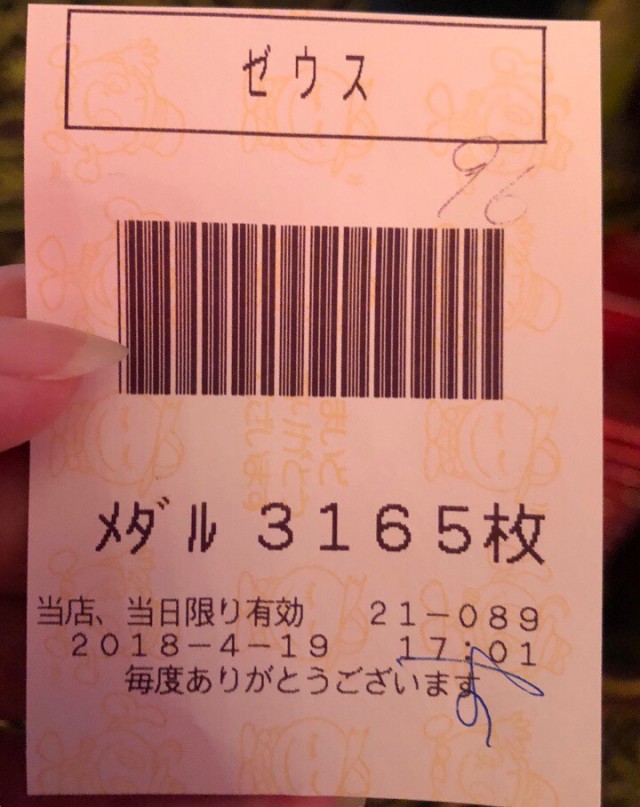 ゼウス
96
ﾒﾀﾞﾙ ３１６５枚
当店、当日限り有効 ２１－０８９
２０１８－４－１９ １７：０１
毎度ありがとうございます